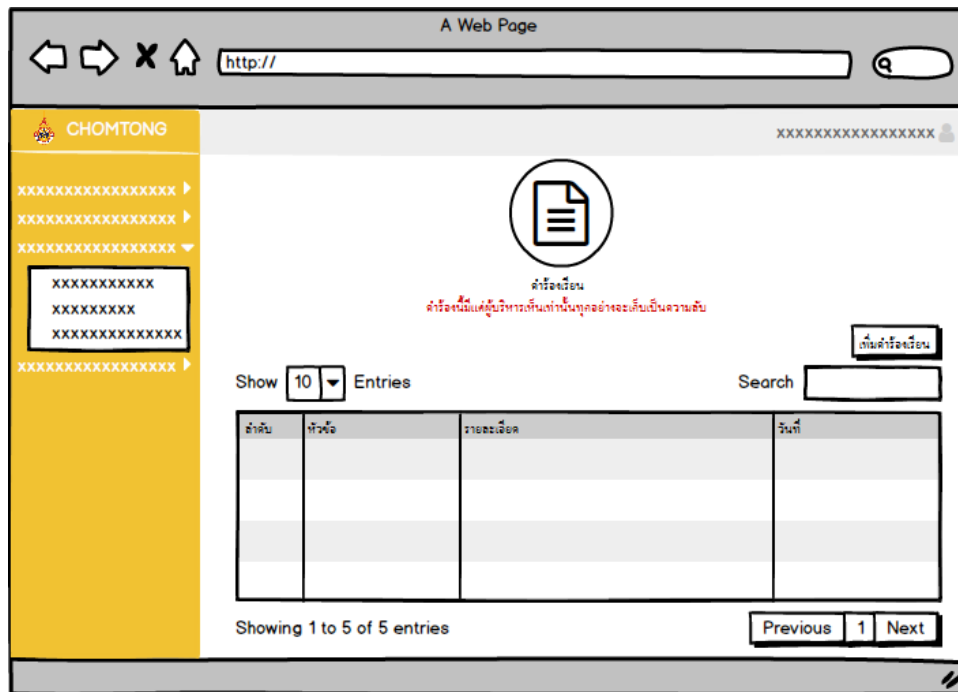 A Web Page
http://
CHOMTONG
xxxxxxxxxxxxxxxxx
xxxxxxxxxxxxxxxxx
xxxxxxxxxxxxxxxxx
xxxxxxxxxxxxxxxxx
xxxxxxxxxxx
xxxxxxxxx
xxxxxxxxxxxxxx
xxxxxxxxxxxxxxxxx
คำร้องเรียน
คำร้องนี้มีแค่ผู้บริหารเห็นเท่านั้นทุกอย่างจะเก็บเป็นความลับ
เพิ่มคำร้องเรียน
Show 10 Entries
Search
ลำดับ หัวข้อ รายละเอียด วันที่
Showing 1 to 5 of 5 entries
Previous 1 Next